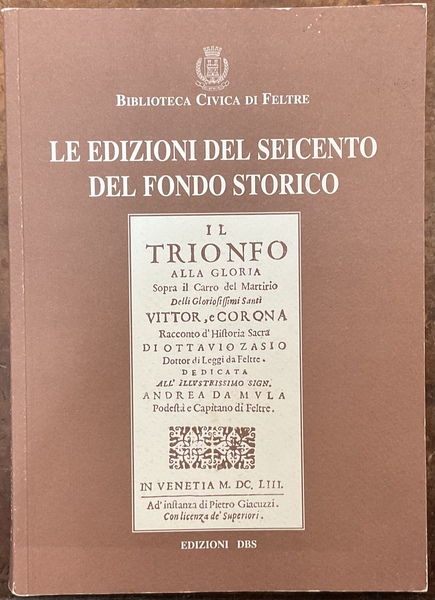 BIBLIOTECA CIVICA DI FELTRE
LE EDIZIONI DEL SEICENTO
DEL FONDO STORICO
IL
TRIONFO
ALLA GLORIA
Sopra il Carro del Martirio
Delli Gloriosissimi Santi
VITTOR, e CORONA
Racconto d'Historia Sacra
DI OTTAVIO ZASIO
Dottor di Leggi da Feltre.
DEDICATA
ALL' ILLVSTRISSIMO SIGN.
ANDREA DA MVLA
Podestà e Capitano di Feltre.
IN VENETIA M. DC. LIII.
Ad' instanza di Pietro Giacuzzi.
Con licenza de' Superiori.
EDIZIONI DBS